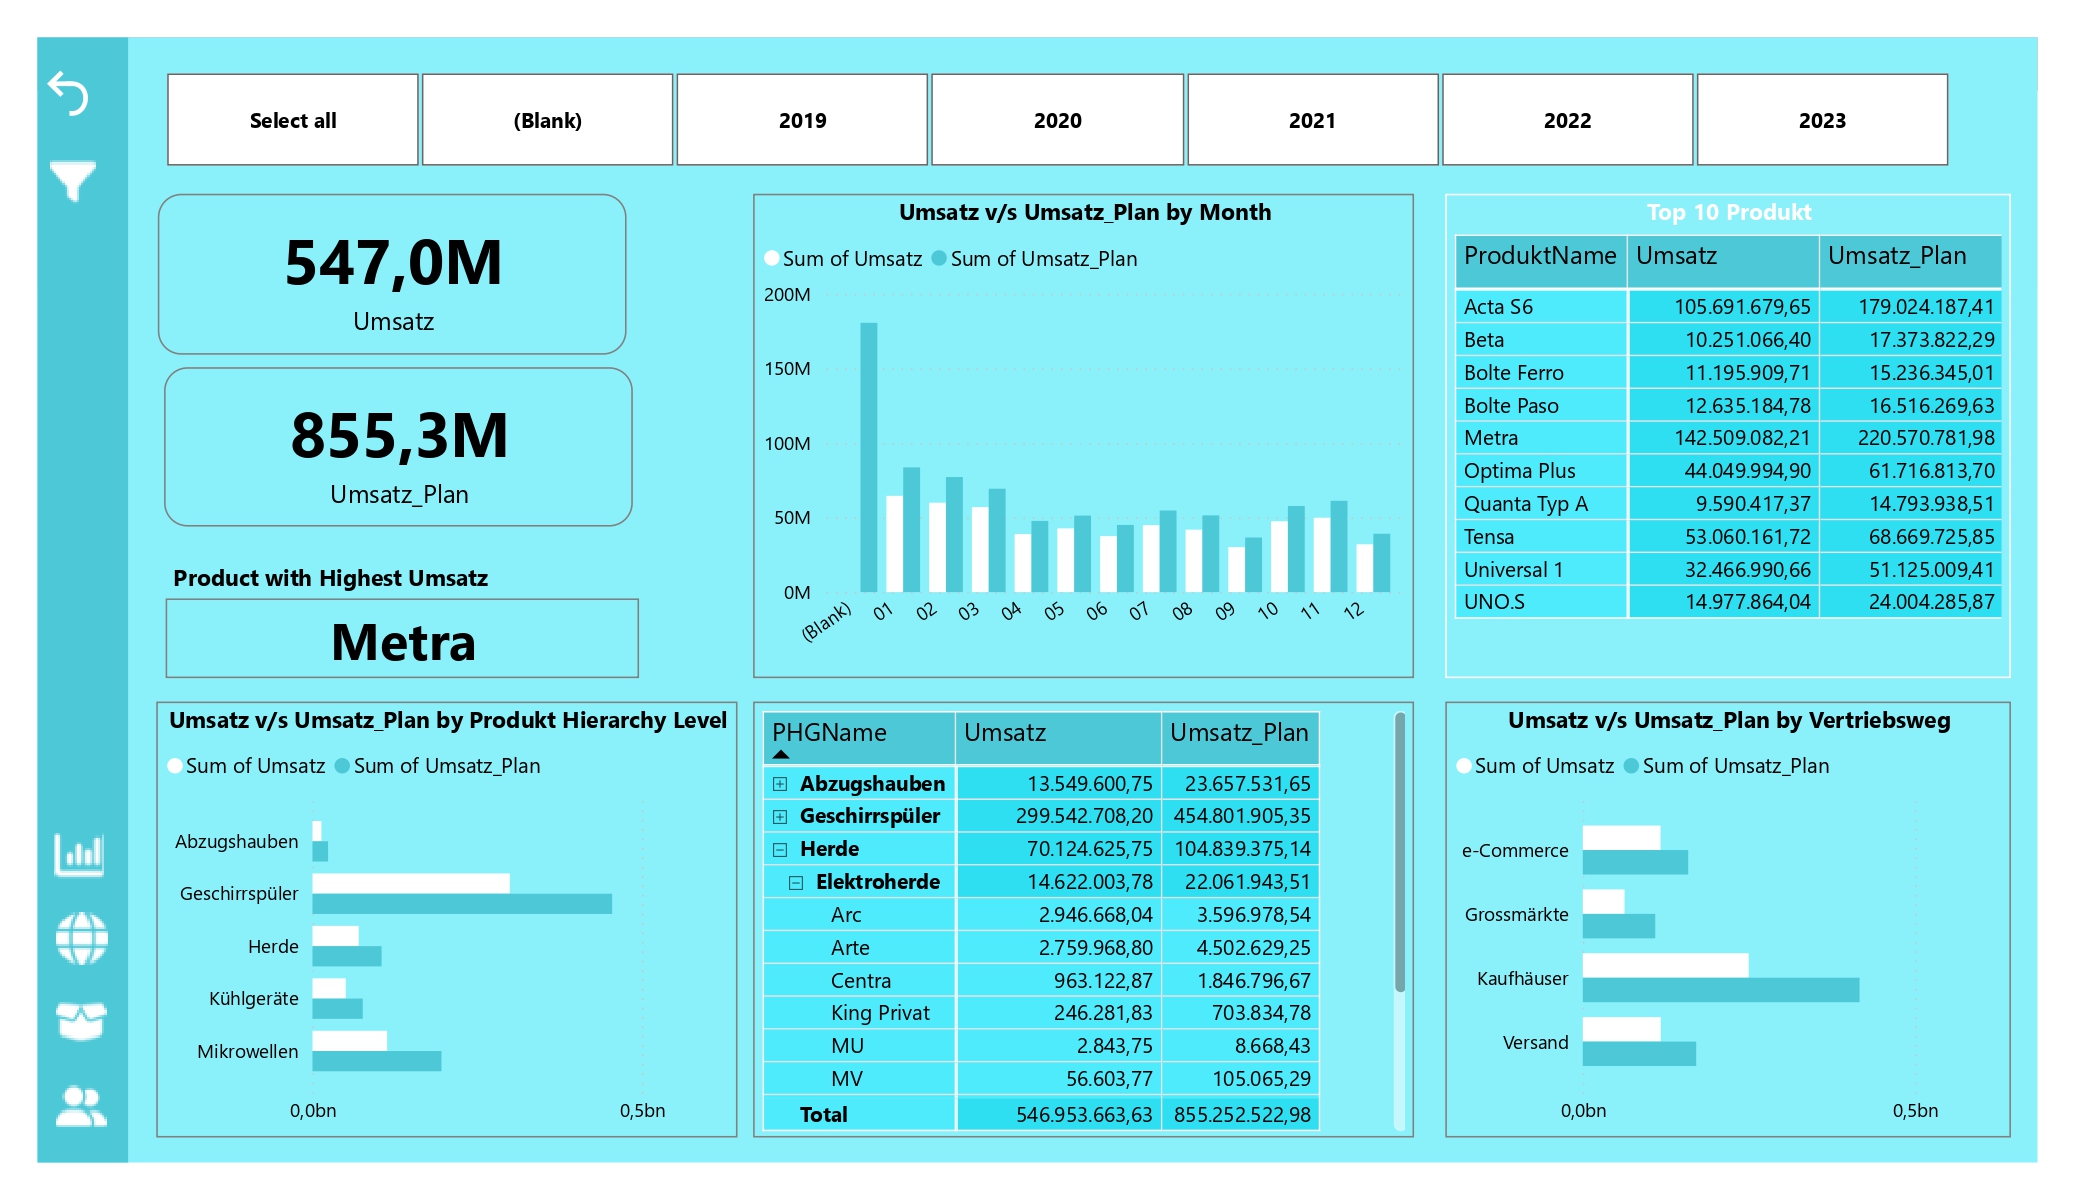 Select all
(Blank)
2019
2020
2021
2022
2023
547,0M
Umsatz
855,3M
Umsatz_Plan
Product with Highest Umsatz
Metra
Umsatz v/s Umsatz_Plan by Month
Sum of Umsatz Sum of Umsatz_Plan
200M
150M
100M
50M
0M
(Blank) 01 02 03 04 05 06 07 08 09 10 11 12
Top 10 Produkt
ProduktName Umsatz Umsatz_Plan
Acta S6 105.691.679,65 179.024.187,41
Beta 10.251.066,40 17.373.822,29
Bolte Ferro 11.195.909,71 15.236.345,01
Bolte Paso 12.635.184,78 16.516.269,63
Metra 142.509.082,21 220.570.781,98
Optima Plus 44.049.994,90 61.716.813,70
Quanta Typ A 9.590.417,37 14.793.938,51
Tensa 53.060.161,72 68.669.725,85
Universal 1 32.466.990,66 51.125.009,41
UNO.S 14.977.864,04 24.004.285,87
Umsatz v/s Umsatz_Plan by Produkt Hierarchy Level
Sum of Umsatz Sum of Umsatz_Plan
Abzugshauben
Geschirrspüler
Herde
Kühlgeräte
Mikrowellen
0,0bn 0,5bn
PHGName Umsatz Umsatz_Plan
Abzugshauben 13.549.600,75 23.657.531,65
Geschirrspüler 299.542.708,20 454.801.905,35
Herde 70.124.625,75 104.839.375,14
Elektroherde 14.622.003,78 22.061.943,51
Arc 2.946.668,04 3.596.978,54
Arte 2.759.968,80 4.502.629,25
Centra 963.122,87 1.846.796,67
King Privat 246.281,83 703.834,78
MU 2.843,75 8.668,43
MV 56.603,77 105.065,29
Total 546.953.663,63 855.252.522,98
Umsatz v/s Umsatz_Plan by Vertriebsweg
Sum of Umsatz Sum of Umsatz_Plan
e-Commerce
Grossmärkte
Kaufhäuser
Versand
0,0bn 0,5bn